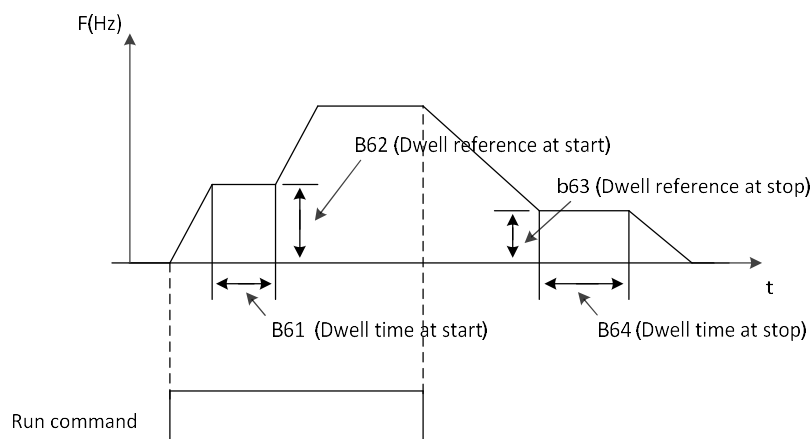 F(Hz)
B62 (Dwell reference at start)
b63 (Dwell reference at stop)
t
B61 (Dwell time at start)
B64 (Dwell time at stop)
Run command